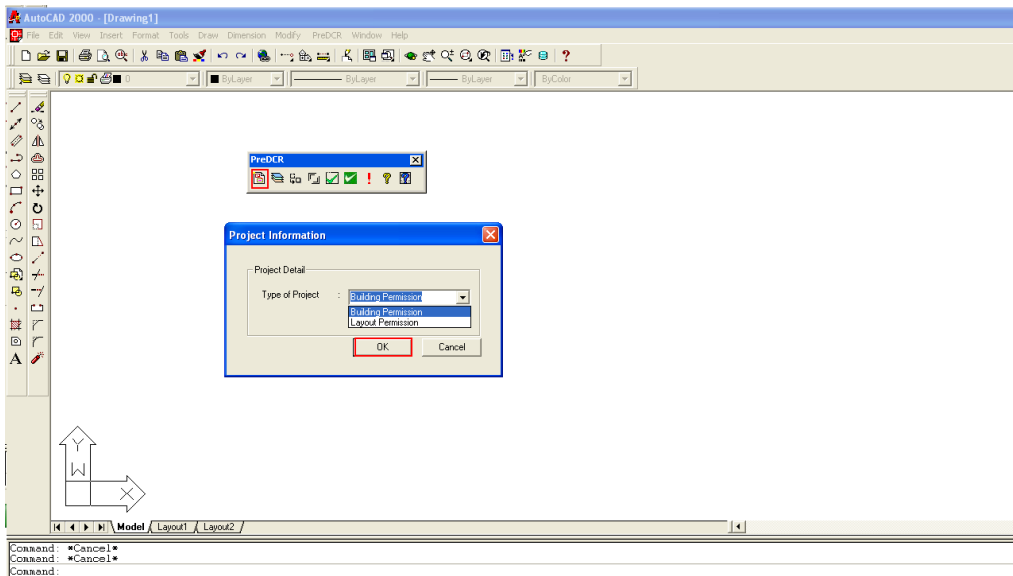 AutoCAD 2000 - [Drawing1]
File Edit View Insert Format Tools Draw Dimension Modify PreDCR Window Help
0 ByLayer ByLayer ByLayer ByColor
PreDCR
Project Information
Project Detail
Type of Project : Building Permission
Building Permission
Layout Permission
OK Cancel
Y
W
X
Model Layout1 Layout2
Command: *Cancel*
Command: *Cancel*
Command: